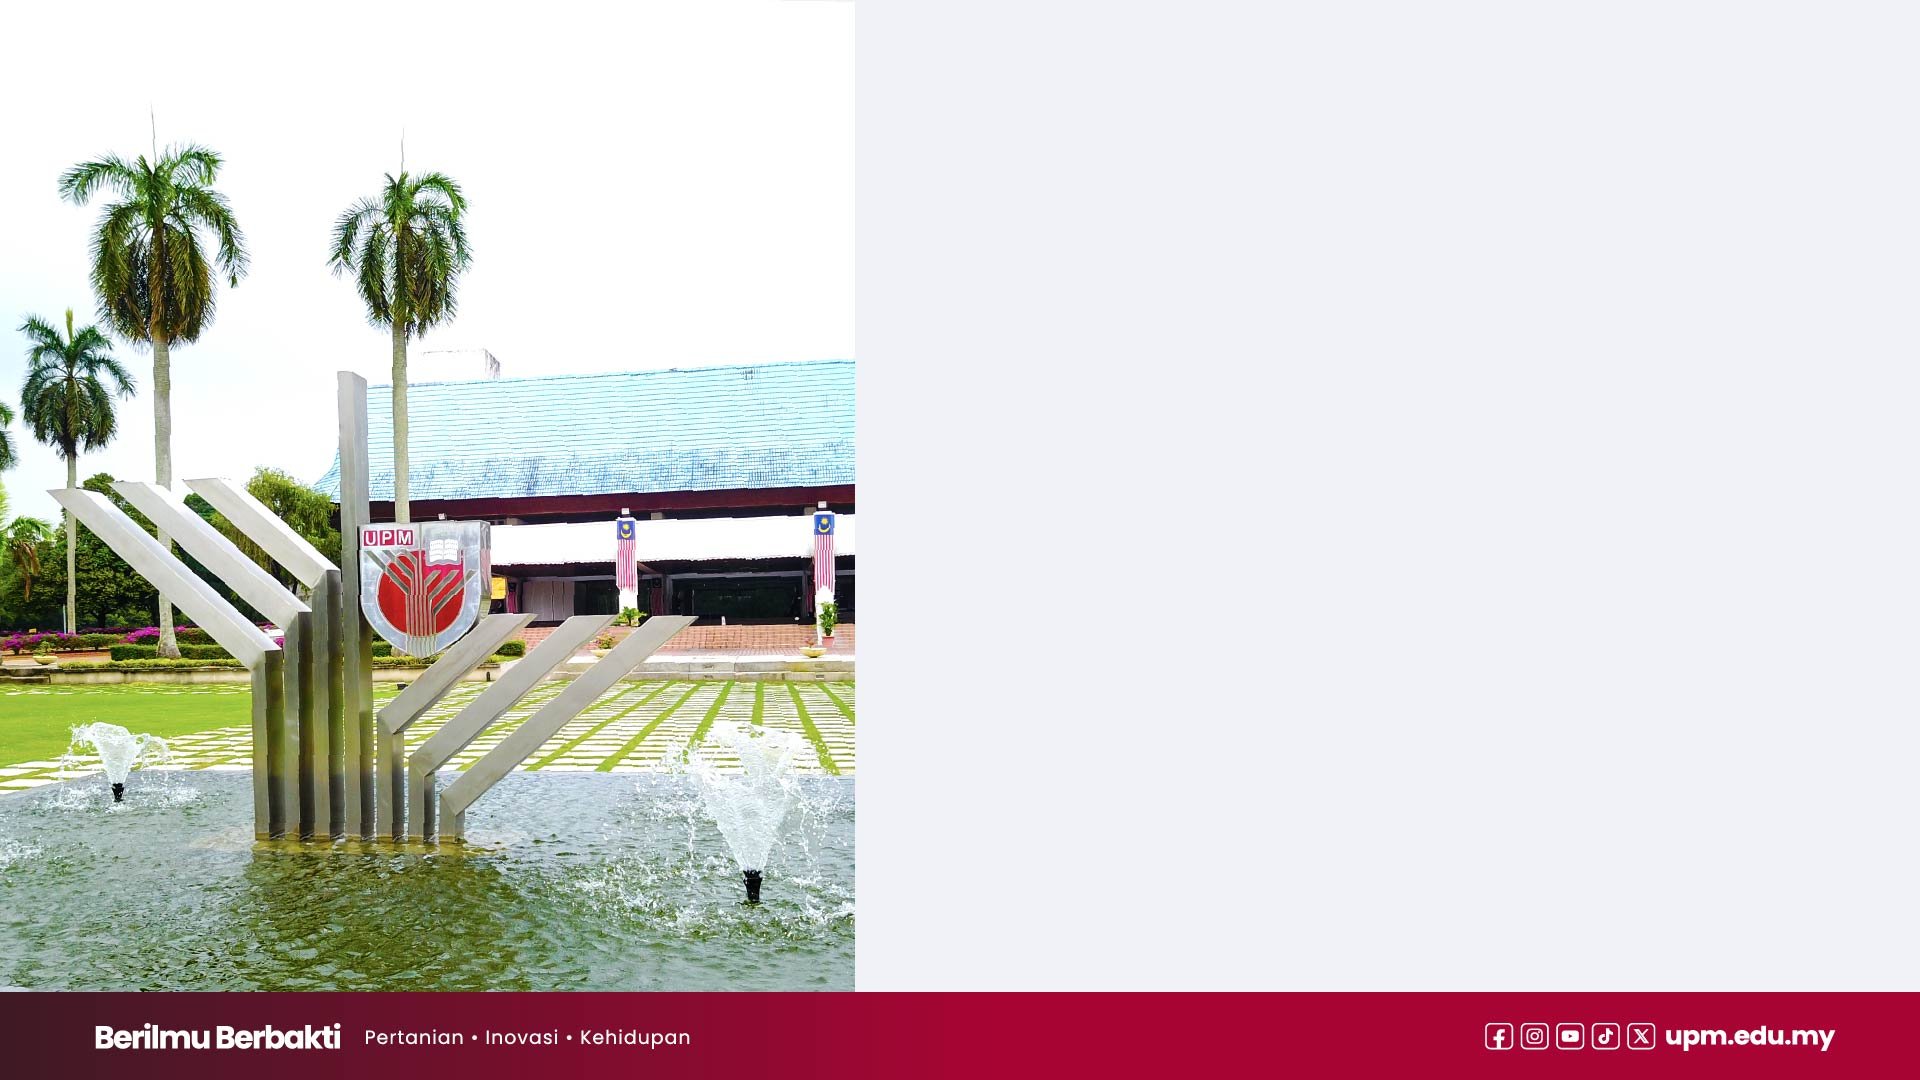 UPM
Berilmu Berbakti
Pertanian • Inovasi • Kehidupan
upm.edu.my